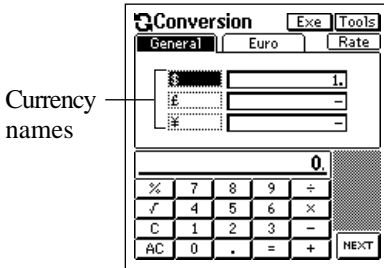 Conversion Exe Tools
General Euro Rate
$ 1.
£ –
¥ –
Currency
names
0.
% 7 8 9 ÷
√ 4 5 6 ×
C 1 2 3 −
AC 0 . = + NEXT